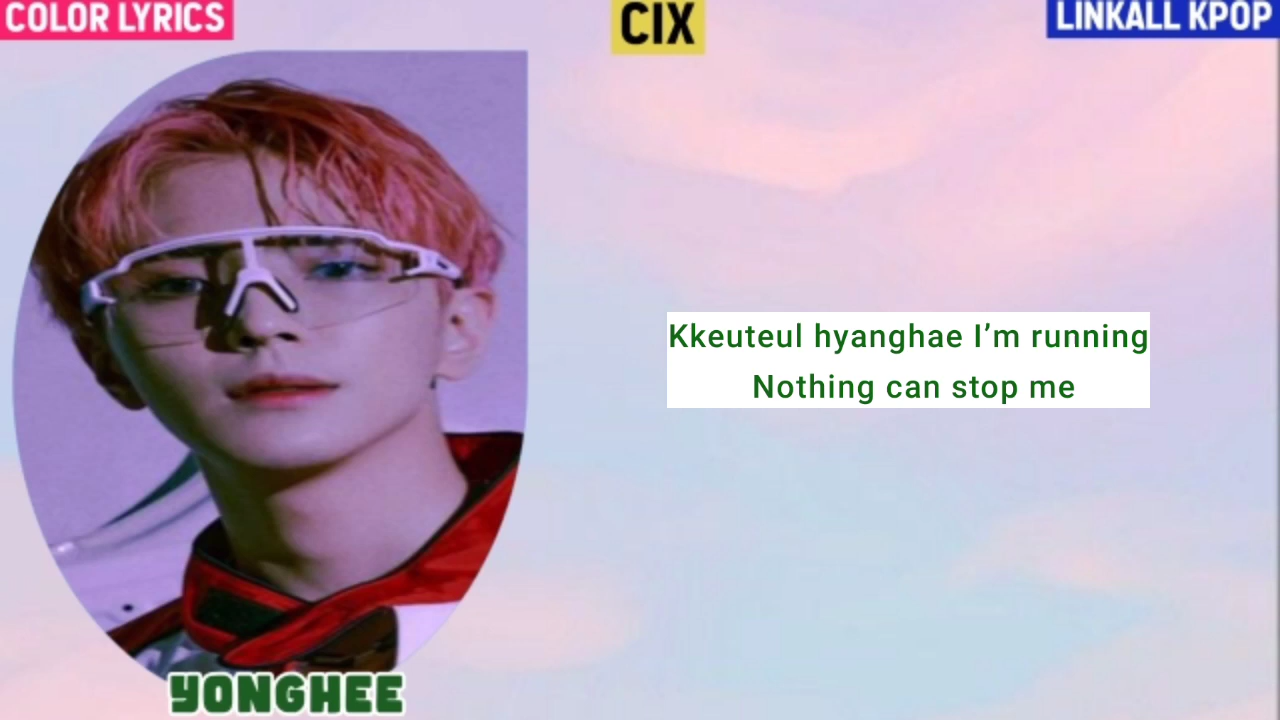 COLOR LYRICS
CIX
LINKALL KPOP
Kkeuteul hyanghae I’m running
Nothing can stop me
YONGHEE